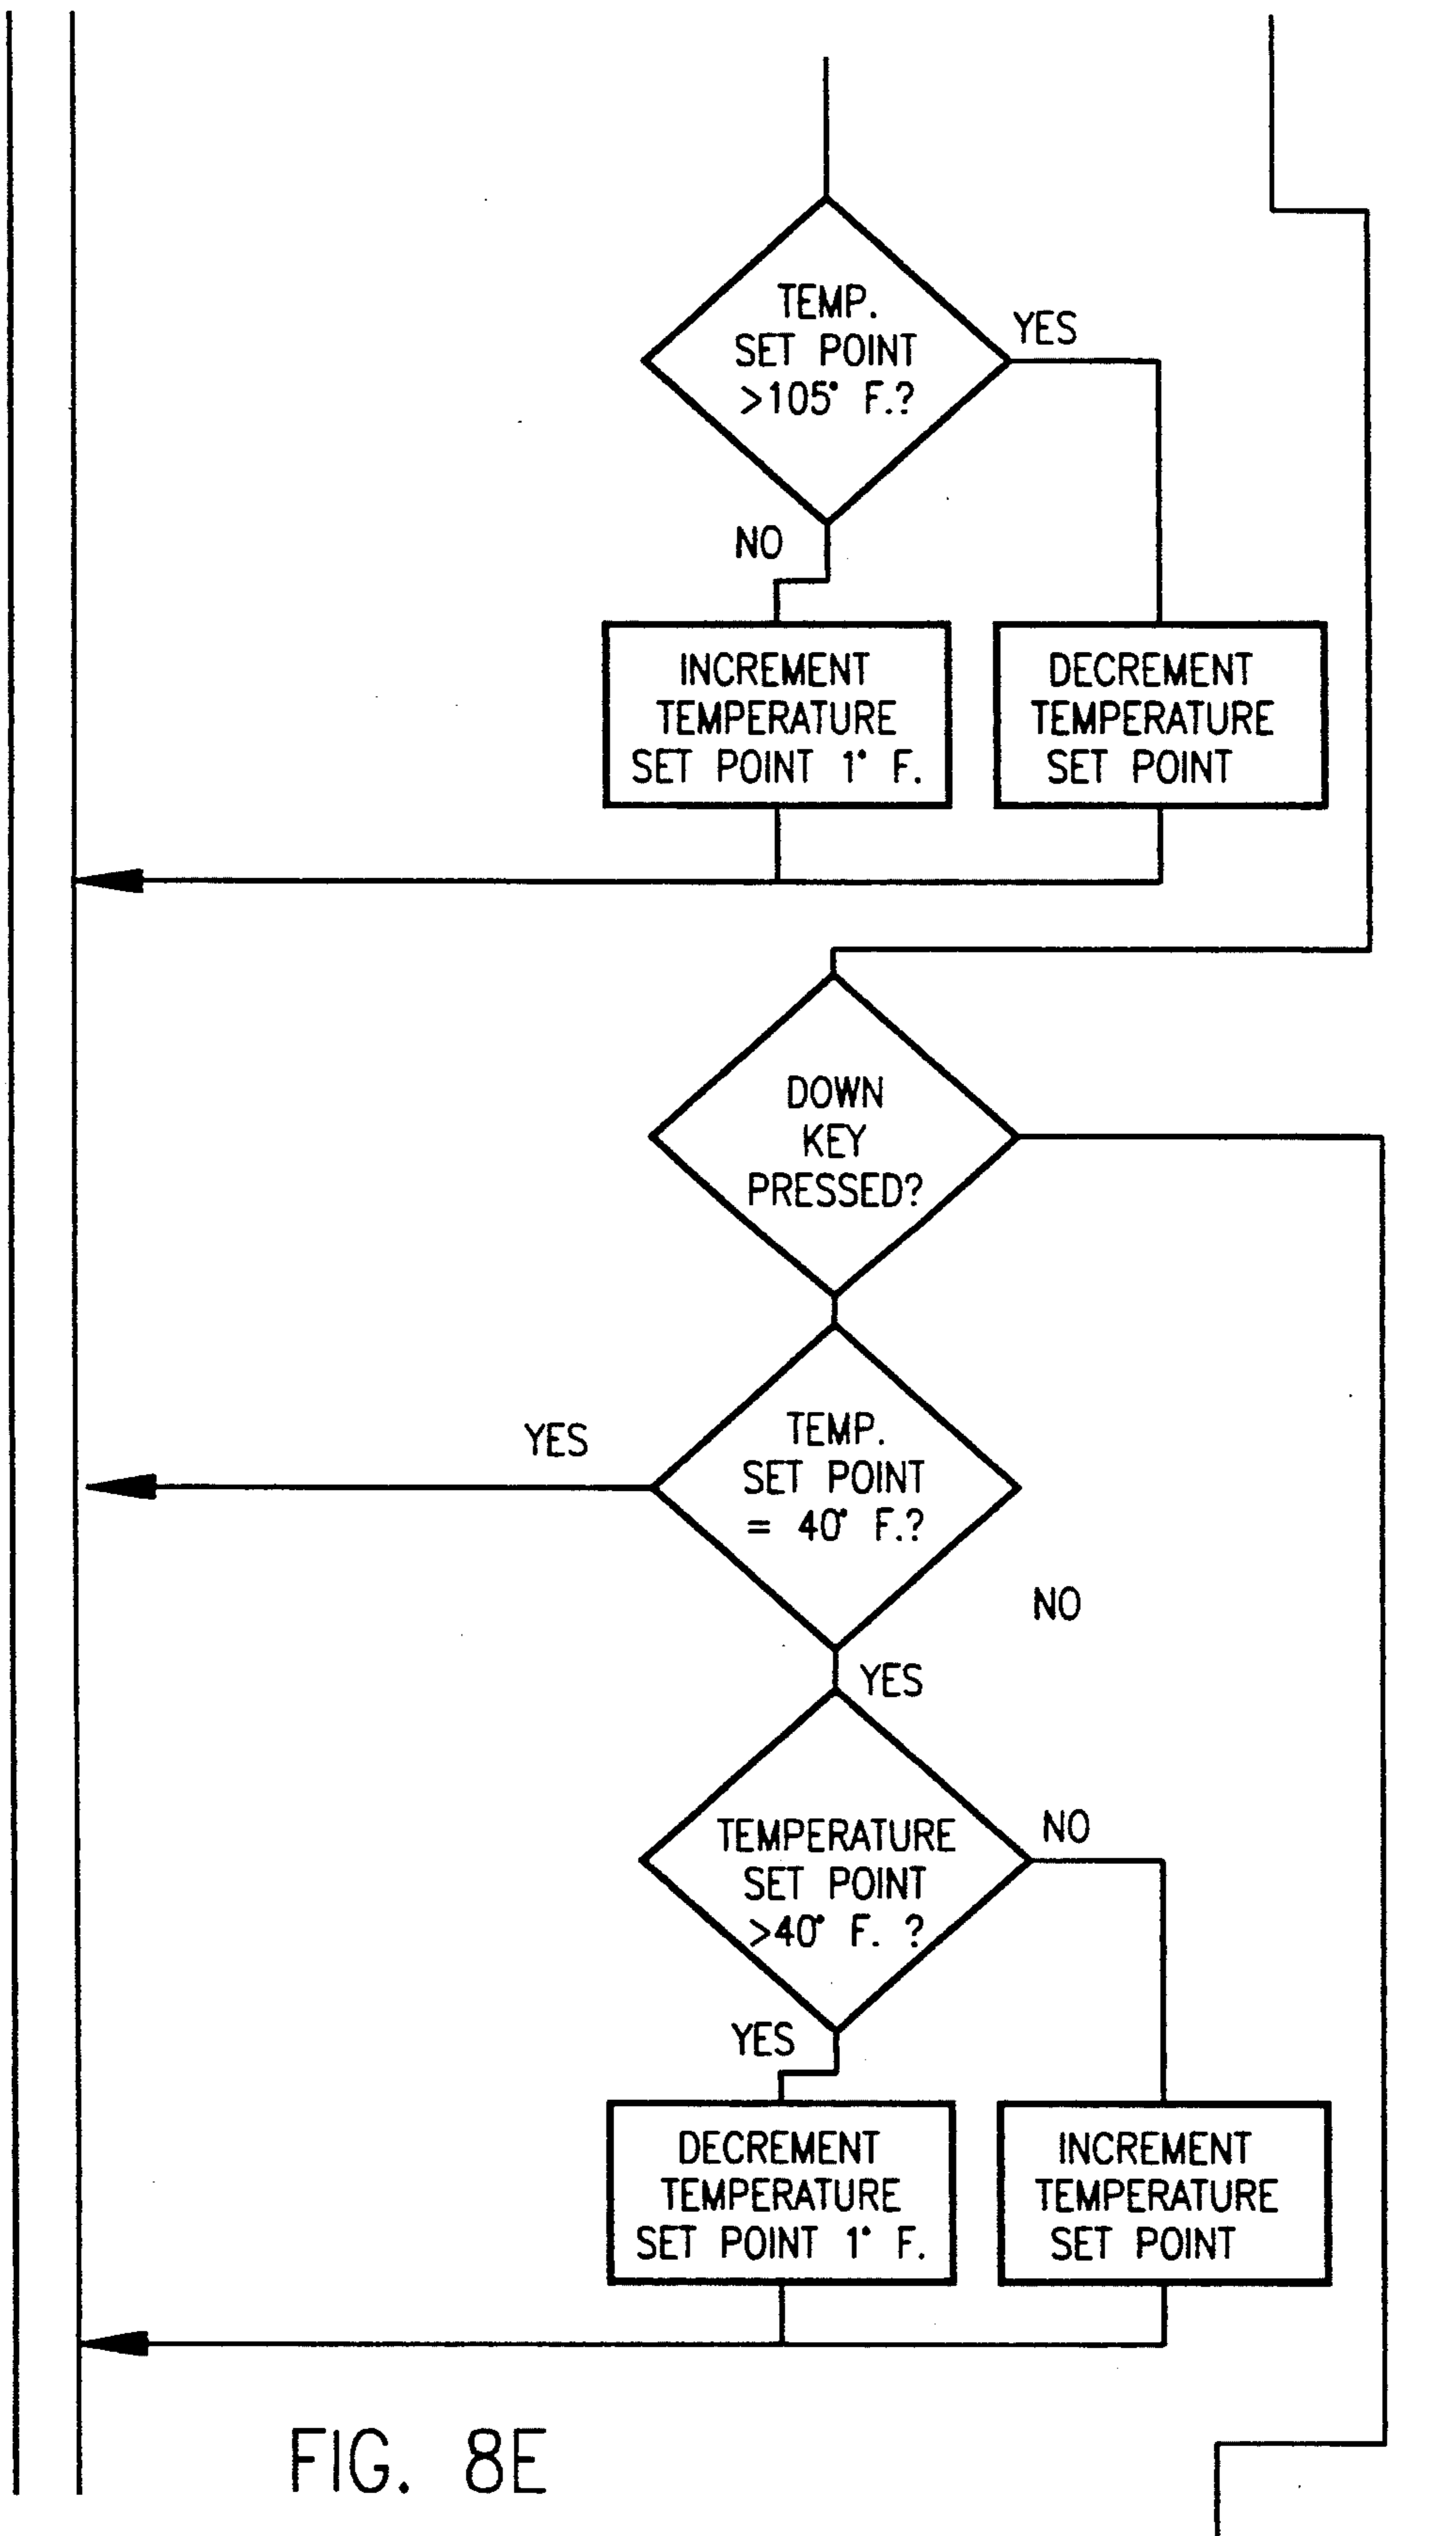 TEMP.
SET POINT
>105° F.?
YES
NO
INCREMENT
TEMPERATURE
SET POINT 1° F.
DECREMENT
TEMPERATURE
SET POINT
DOWN
KEY
PRESSED?
YES
TEMP.
SET POINT
= 40° F.?
NO
YES
TEMPERATURE
SET POINT
>40° F. ?
NO
YES
DECREMENT
TEMPERATURE
SET POINT 1° F.
INCREMENT
TEMPERATURE
SET POINT
FIG. 8E